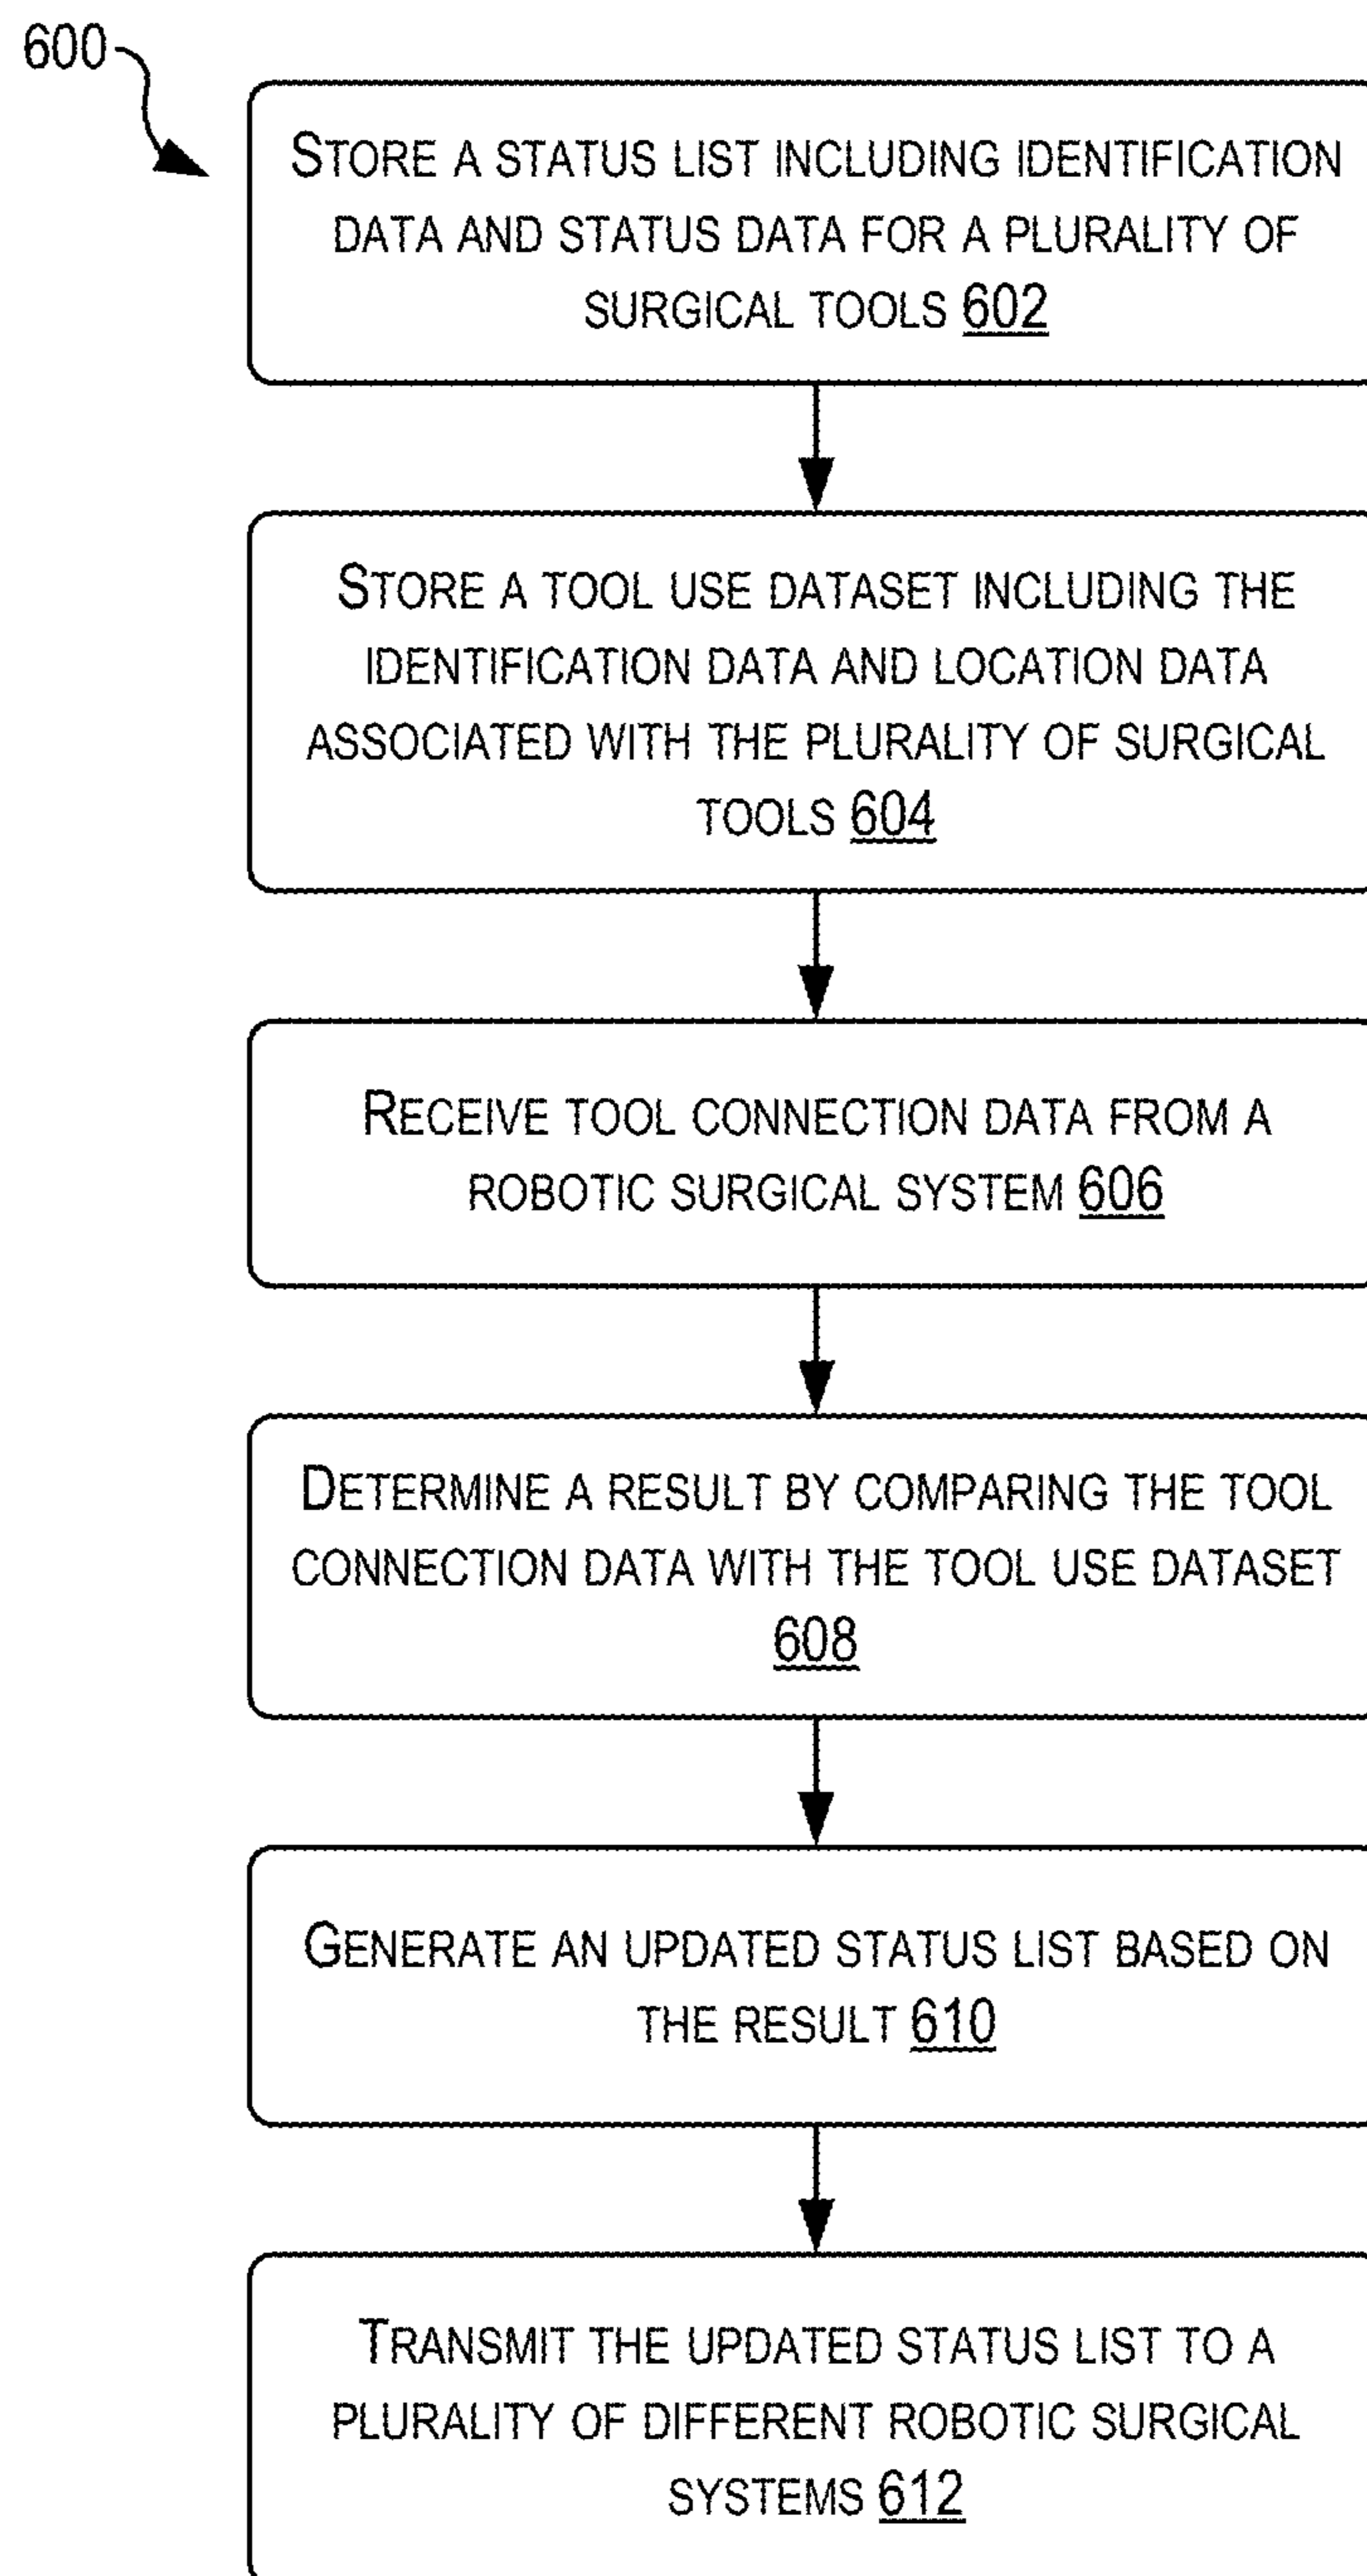 600
STORE A STATUS LIST INCLUDING IDENTIFICATION
DATA AND STATUS DATA FOR A PLURALITY OF
SURGICAL TOOLS 602
STORE A TOOL USE DATASET INCLUDING THE
IDENTIFICATION DATA AND LOCATION DATA
ASSOCIATED WITH THE PLURALITY OF SURGICAL
TOOLS 604
RECEIVE TOOL CONNECTION DATA FROM A
ROBOTIC SURGICAL SYSTEM 606
DETERMINE A RESULT BY COMPARING THE TOOL
CONNECTION DATA WITH THE TOOL USE DATASET
608
GENERATE AN UPDATED STATUS LIST BASED ON
THE RESULT 610
TRANSMIT THE UPDATED STATUS LIST TO A
PLURALITY OF DIFFERENT ROBOTIC SURGICAL
SYSTEMS 612